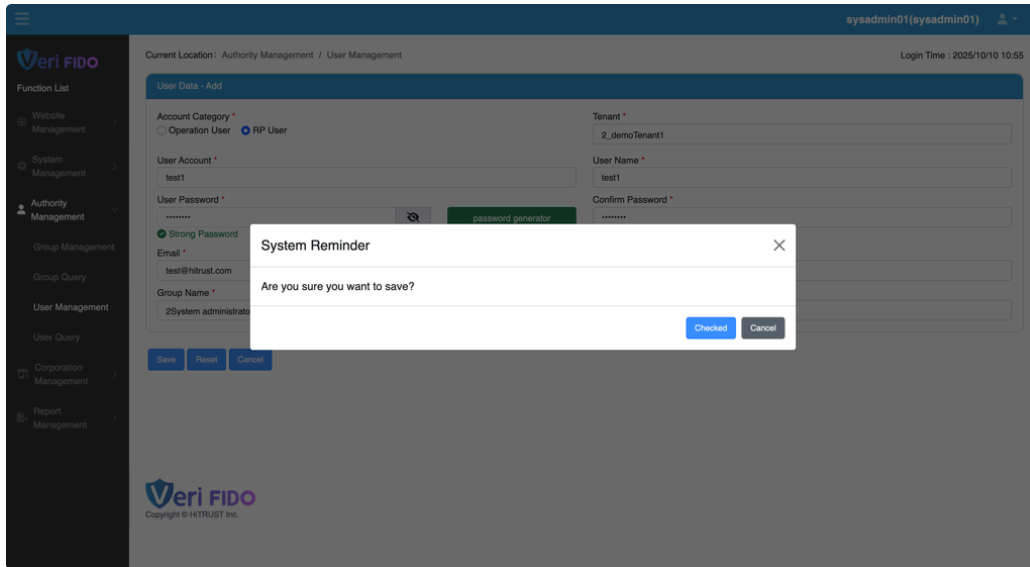 sysadmin01(sysadmin01)
Veri FIDO
Function List
Website
Management
System
Management
Authority
Management
Group Management
Group Query
User Management
User Query
Corporation
Management
Report
Management
Current Location： Authority Management / User Management
Login Time : 2025/10/10 10:55
User Data - Add
Account Category *
Operation User RP User
Tenant *
2_demoTenant1
User Account *
test1
User Name *
test1
User Password *
password generator
Strong Password
Confirm Password *
Email *
test@hitrust.com
Group Name *
2System administrato
System Reminder
Are you sure you want to save?
Checked Cancel
Save Reset Cancel
Veri FIDO
Copyright © HiTRUST Inc.